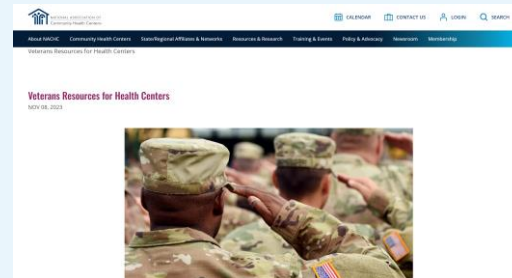 NATIONAL ASSOCIATION OF
Community Health Centers
CALENDAR CONTACT US LOGIN SEARCH
About NACHC Community Health Centers State/Regional Affiliates & Networks Resources & Research Training & Events Policy & Advocacy Newsroom Membership
Veterans Resources for Health Centers
Veterans Resources for Health Centers
NOV 08, 2023